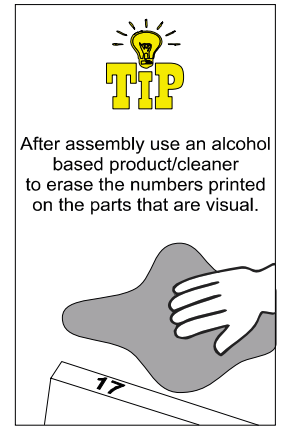 TIP
After assembly use an alcohol
based product/cleaner
to erase the numbers printed
on the parts that are visual.
17